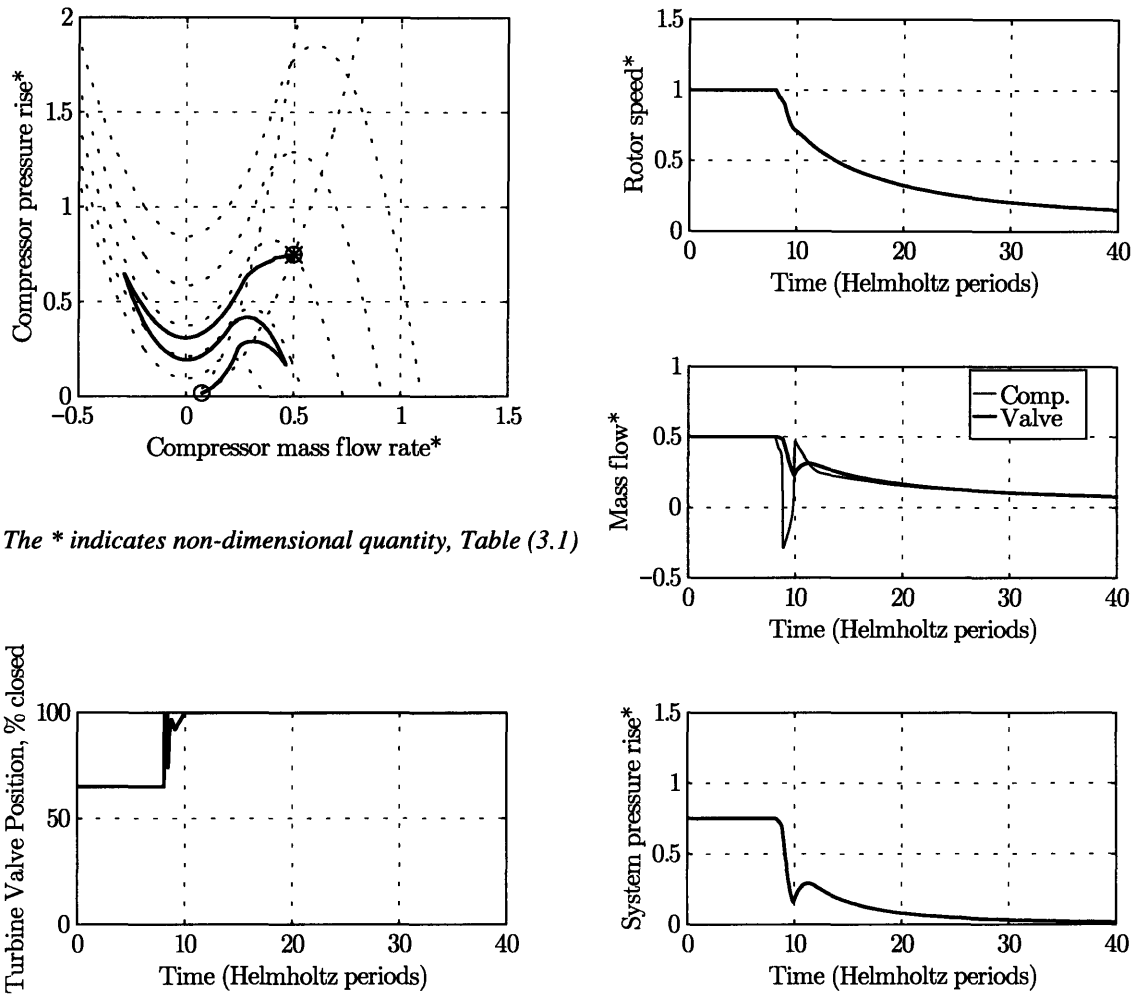 Compressor pressure rise*
2
1.5
1
0.5
0
−0.5 0 0.5 1 1.5
Compressor mass flow rate*
Rotor speed*
1.5
1
0.5
0
0 10 20 30 40
Time (Helmholtz periods)
The * indicates non-dimensional quantity, Table (3.1)
Mass flow*
1
0.5
0
−0.5
Comp.
Valve
0 10 20 30 40
Time (Helmholtz periods)
Turbine Valve Position, % closed
100
50
0
0 10 20 30 40
Time (Helmholtz periods)
System pressure rise*
1.5
1
0.5
0
0 10 20 30 40
Time (Helmholtz periods)